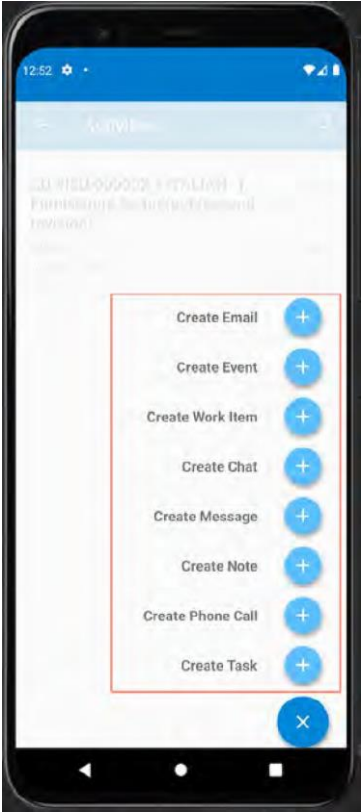 12:52
Activities
Create Email
Create Event
Create Work Item
Create Chat
Create Message
Create Note
Create Phone Call
Create Task